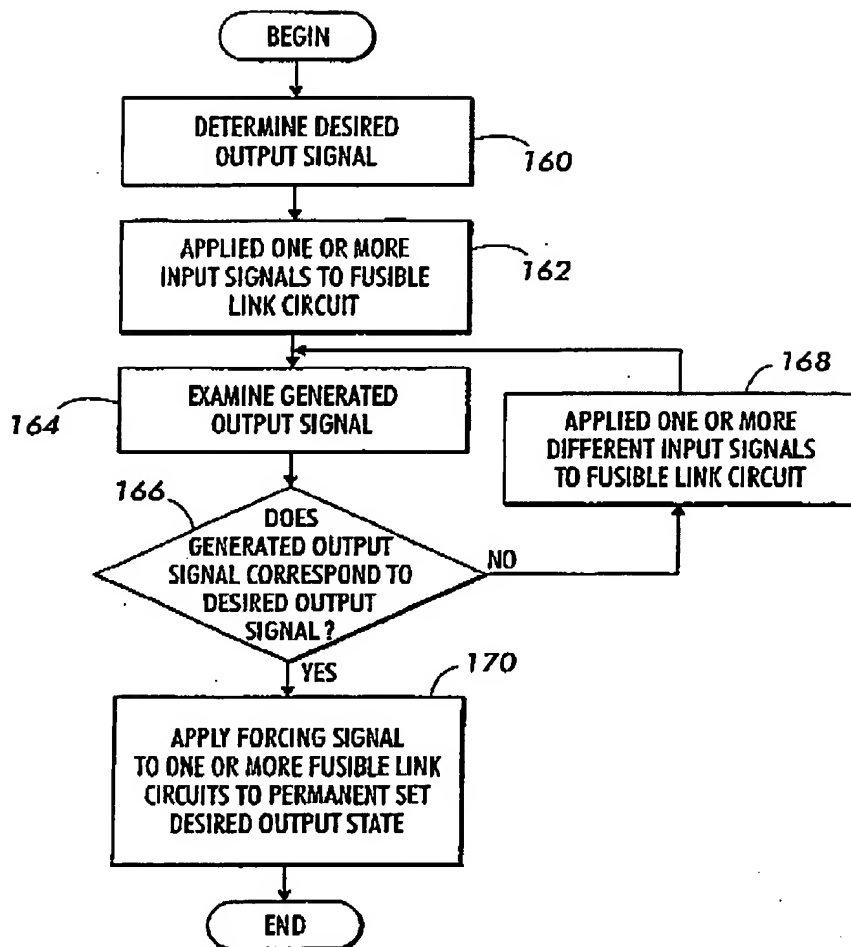 BEGIN
DETERMINE DESIRED
OUTPUT SIGNAL
160
APPLIED ONE OR MORE
INPUT SIGNALS TO FUSIBLE
LINK CIRCUIT
162
EXAMINE GENERATED
OUTPUT SIGNAL
164
168
APPLIED ONE OR MORE
DIFFERENT INPUT SIGNALS
TO FUSIBLE LINK CIRCUIT
166
DOES
GENERATED OUTPUT
SIGNAL CORRESPOND TO
DESIRED OUTPUT
SIGNAL?
NO
YES
170
APPLY FORCING SIGNAL
TO ONE OR MORE FUSIBLE LINK
CIRCUITS TO PERMANENT SET
DESIRED OUTPUT STATE
END